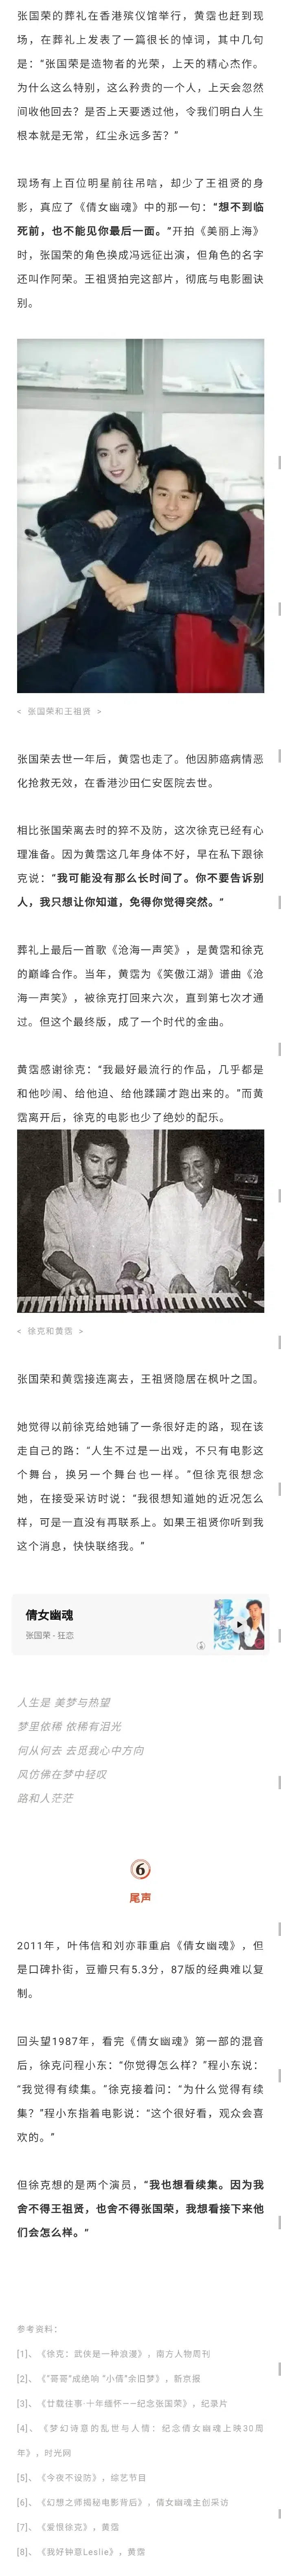 张国荣的葬礼在香港殡仪馆举行，黄霑也赶到现
场，在葬礼上发表了一篇很长的悼词，其中几句
是：“张国荣是造物者的光荣，上天的精心杰作。
为什么这么特别，这么矜贵的一个人，上天会忽然
间收他回去？是否上天要透过他，令我们明白人生
根本就是无常，红尘永远多苦？”
现场有上百位明星前往吊唁，却少了王祖贤的身
影，真应了《倩女幽魂》中的那一句：“想不到临
死前，也不能见你最后一面。”开拍《美丽上海》
时，张国荣的角色换成冯远征出演，但角色的名字
还叫作阿荣。王祖贤拍完这部片，彻底与电影圈诀
别。
< 张国荣和王祖贤 >
张国荣去世一年后，黄霑也走了。他因肺癌病情恶
化抢救无效，在香港沙田仁安医院去世。
相比张国荣离去时的猝不及防，这次徐克已经有心
理准备。因为黄霑这几年身体不好，早在私下跟徐
克说：“我可能没有那么长时间了。你不要告诉别
人，我只想让你知道，免得你觉得突然。”
葬礼上最后一首歌《沧海一声笑》，是黄霑和徐克
的巅峰合作。当年，黄霑为《笑傲江湖》谱曲《沧
海一声笑》，被徐克打回来六次，直到第七次才通
过。但这个最终版，成了一个时代的金曲。
黄霑感谢徐克：“我最好最流行的作品，几乎都是
和他吵闹、给他迫、给他蹂躏才跑出来的。”而黄
霑离开后，徐克的电影也少了绝妙的配乐。
< 徐克和黄霑 >
张国荣和黄霑接连离去，王祖贤隐居在枫叶之国。
她觉得以前徐克给她铺了一条很好走的路，现在该
走自己的路：“人生不过是一出戏，不只有电影这
个舞台，换另一个舞台也一样。”但徐克很想念
她，在接受采访时说：“我很想知道她的近况怎么
样，可是一直没有再联系上。如果王祖贤你听到我
这个消息，快快联络我。”
倩女幽魂
张国荣 - 狂恋
人生是 美梦与热望
梦里依稀 依稀有泪光
何从何去 去觅我心中方向
风仿佛在梦中轻叹
路和人茫茫
6
尾声
2011年，叶伟信和刘亦菲重启《倩女幽魂》，但
是口碑扑街，豆瓣只有5.3分，87版的经典难以复
制。
回头望1987年，看完《倩女幽魂》第一部的混音
后，徐克问程小东：“你觉得怎么样？”程小东说：
“我觉得有续集。”徐克接着问：“为什么觉得有续
集？”程小东指着电影说：“这个很好看，观众会喜
欢的。”
但徐克想的是两个演员，“我也想看续集。因为我
舍不得王祖贤，也舍不得张国荣，我想看接下来他
们会怎么样。”
参考资料：
[1]、《徐克：武侠是一种浪漫》，南方人物周刊
[2]、《“哥哥”成绝响 “小倩”余旧梦》，新京报
[3]、《廿载往事·十年缅怀——纪念张国荣》，纪录片
[4]、《梦幻诗意的乱世与人情：纪念倩女幽魂上映30周
年》，时光网
[5]、《今夜不设防》，综艺节目
[6]、《幻想之师揭秘电影背后》，倩女幽魂主创采访
[7]、《爱恨徐克》，黄霑
[8]、《我好钟意Leslie》，黄霑